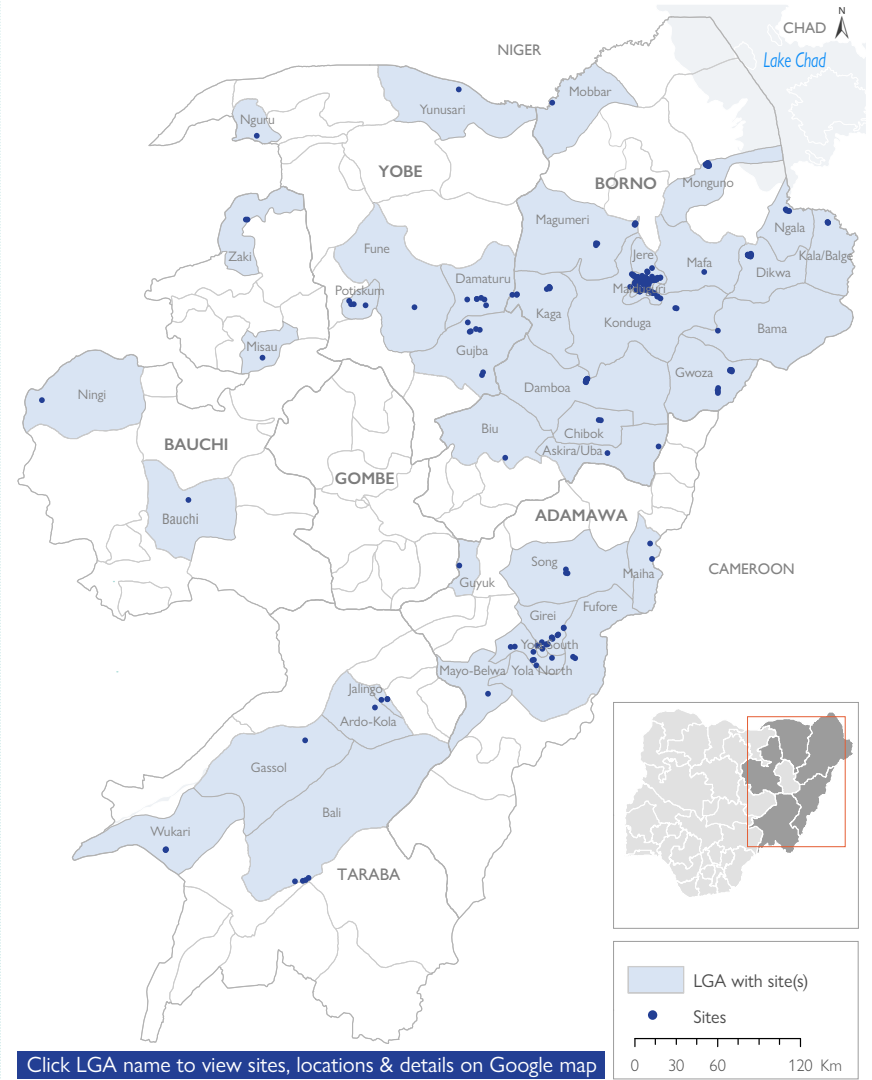 N
CHAD
NIGER
Lake Chad
Mobbar
Yunusari
Nguru
YOBE
BORNO
Monguno
Magumeri
Ngala
Fune
Jere
Zaki
Mafa
Kala/Balge
Damaturu
Dikwa
Potiskum
Kaga
Maiduguri
Konduga
Bama
Misau
Gujba
Gwoza
Damboa
Ningi
Biu
Chibok
BAUCHI
Askira/Uba
GOMBE
ADAMAWA
Bauchi
Song
CAMEROON
Maiha
Guyuk
Fufore
Girei
Yola South
Mayo-Belwa
Yola North
Jalingo
Ardo-Kola
Gassol
Bali
Wukari
TARABA
LGA with site(s)
Sites
0 30 60 120 Km
Click LGA name to view sites, locations & details on Google map